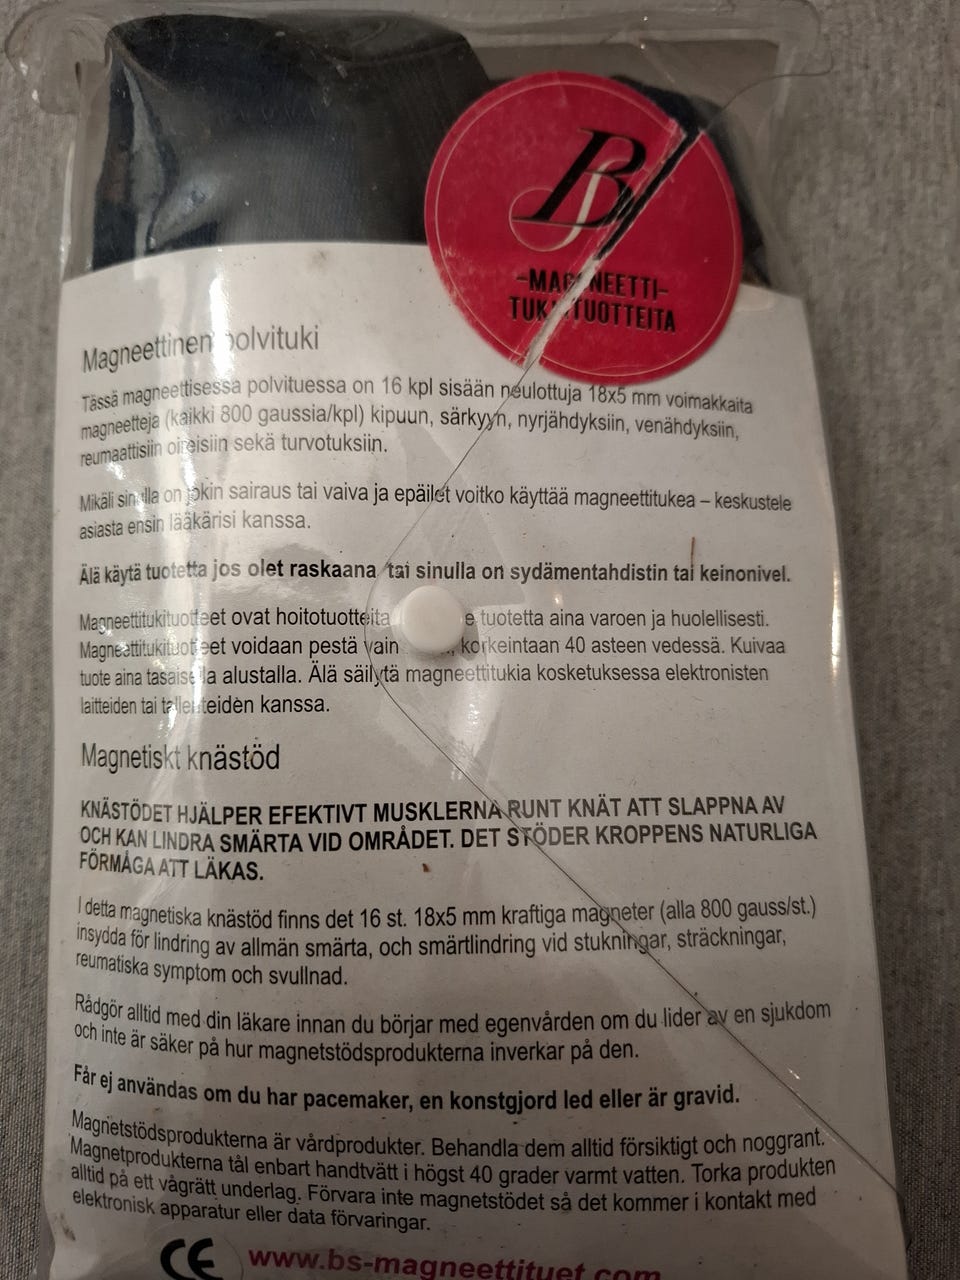 B
-MAGNEETTI-
TUKITUOTTEITA
Magneettinen polvituki
Tässä magneettisessa polvituessa on 16 kpl sisään neulottuja 18x5 mm voimakkaita
magneetteja (kaikki 800 gaussia/kpl) kipuun, särkyyn, nyrjähdyksiin, venähdyksiin,
reumaattisiin oireisiin sekä turvotuksiin.
Mikäli sinulla on jokin sairaus tai vaiva ja epäilet voitko käyttää magneettitukea – keskustele
asiasta ensin lääkärisi kanssa.
Älä käytä tuotetta jos olet raskaana tai sinulla on sydämentahdistin tai keinonivel.
Magneettitukituotteet ovat hoitotuotteita tuotetta aina varoen ja huolellisesti.
Magneettitukituotteet voidaan pestä vain korkeintaan 40 asteen vedessä. Kuivaa
tuote aina tasaisella alustalla. Älä säilytä magneettitukia kosketuksessa elektronisten
laitteiden tai tallenteiden kanssa.
Magnetiskt knästöd
KNÄSTÖDET HJÄLPER EFEKTIVT MUSKLERNA RUNT KNÄT ATT SLAPPNA AV
OCH KAN LINDRA SMÄRTA VID OMRÅDET. DET STÖDER KROPPENS NATURLIGA
FÖRMÅGA ATT LÄKAS.
I detta magnetiska knästöd finns det 16 st. 18x5 mm kraftiga magneter (alla 800 gauss/st.)
insydda för lindring av allmän smärta, och smärtlindring vid stukningar, sträckningar,
reumatiska symptom och svullnad.
Rådgör alltid med din läkare innan du börjar med egenvården om du lider av en sjukdom
och inte är säker på hur magnetstödsprodukterna inverkar på den.
Får ej användas om du har pacemaker, en konstgjord led eller är gravid.
Magnetstödsprodukterna är vårdprodukter. Behandla dem alltid försiktigt och noggrant.
Magnetprodukterna tål enbart handtvätt i högst 40 grader varmt vatten. Torka produkten
alltid på ett vågrätt underlag. Förvara inte magnetstödet så det kommer i kontakt med
elektronisk apparatur eller data förvaringar.
CE www.bs-magneettituet.com